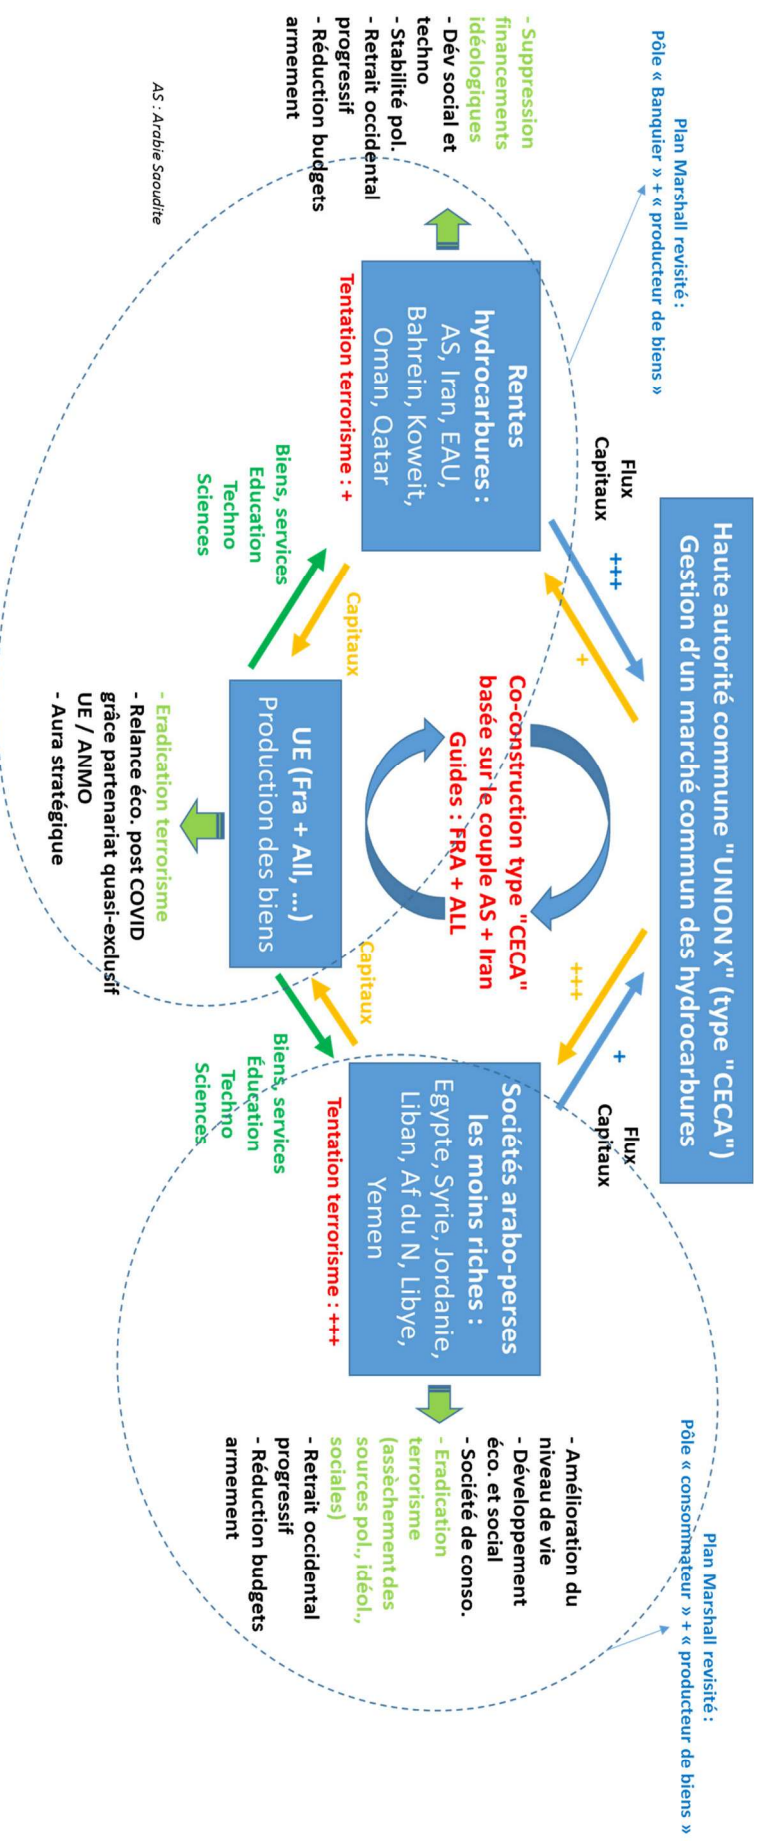 Plan Marshall revisité :
Pôle « Banquier » + « producteur de biens »
Haute autorité commune "UNION X" (type "CECA")
Gestion d'un marché commun des hydrocarbures
Plan Marshall revisité :
Pôle « consommateur » + « producteur de biens »
Flux
Capitaux
+++
+
+++
+
Flux
Capitaux
- Suppression
financements
idéologiques
- Dév social et
techno
- Stabilité pol.
- Retrait occidental
progressif
- Réduction budgets
armement
Rentes
hydrocarbures :
AS, Iran, EAU,
Bahrein, Koweit,
Oman, Qatar
Tentation terrorisme : +
Co-construction type "CECA"
basée sur le couple AS + Iran
Guides : FRA + ALL
Sociétés arabo-perses
les moins riches :
Egypte, Syrie, Jordanie,
Liban, Af du N, Libye,
Yemen
Tentation terrorisme : +++
- Amélioration du
niveau de vie
- Développement
éco. et social
- Société de conso.
- Eradication
terrorisme
(assèchement des
sources pol., idéol.,
sociales)
- Retrait occidental
progressif
- Réduction budgets
armement
Capitaux
Biens, services
Education
Techno
Sciences
UE (Fra + All, ...)
Production des biens
Capitaux
Biens, services
Éducation
Techno
Sciences
- Eradication terrorisme
- Relance éco. post COVID
grâce partenariat quasi-exclusif
UE / ANMO
- Aura stratégique
AS : Arabie Saoudite